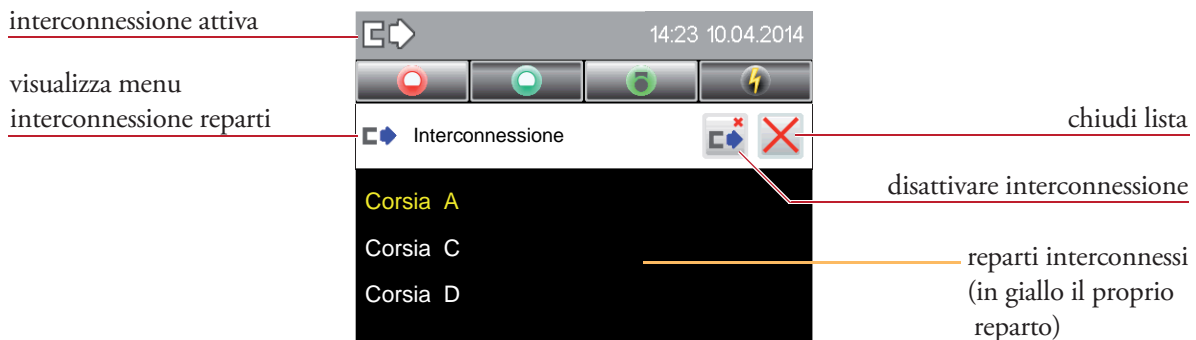 interconnessione attiva
visualizza menu
interconnessione reparti
14:23 10.04.2014
Interconnessione
Corsia A
Corsia C
Corsia D
chiudi lista
disattivare interconnessione
reparti interconnessi
(in giallo il proprio
reparto)